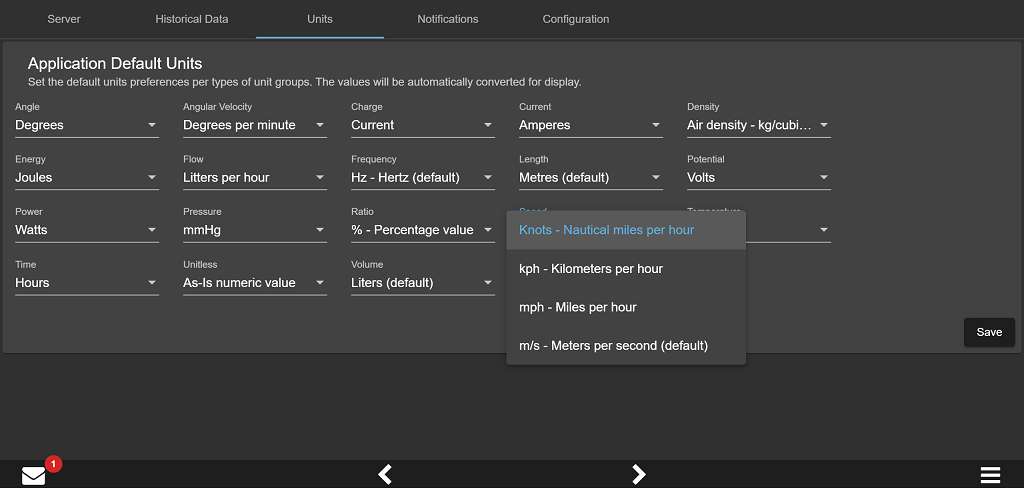 Server Historical Data Units Notifications Configuration
Application Default Units
Set the default units preferences per types of unit groups. The values will be automatically converted for display.
Angle Angular Velocity Charge Current Density
Degrees Degrees per minute Current Amperes Air density - kg/cubi...
Energy Flow Frequency Length Potential
Joules Litters per hour Hz - Hertz (default) Metres (default) Volts
Power Pressure Ratio Speed Temperature
Watts mmHg % - Percentage value
Knots - Nautical miles per hour
kph - Kilometers per hour
mph - Miles per hour
m/s - Meters per second (default)
Time Unitless Volume
Hours As-Is numeric value Liters (default)
Save
1